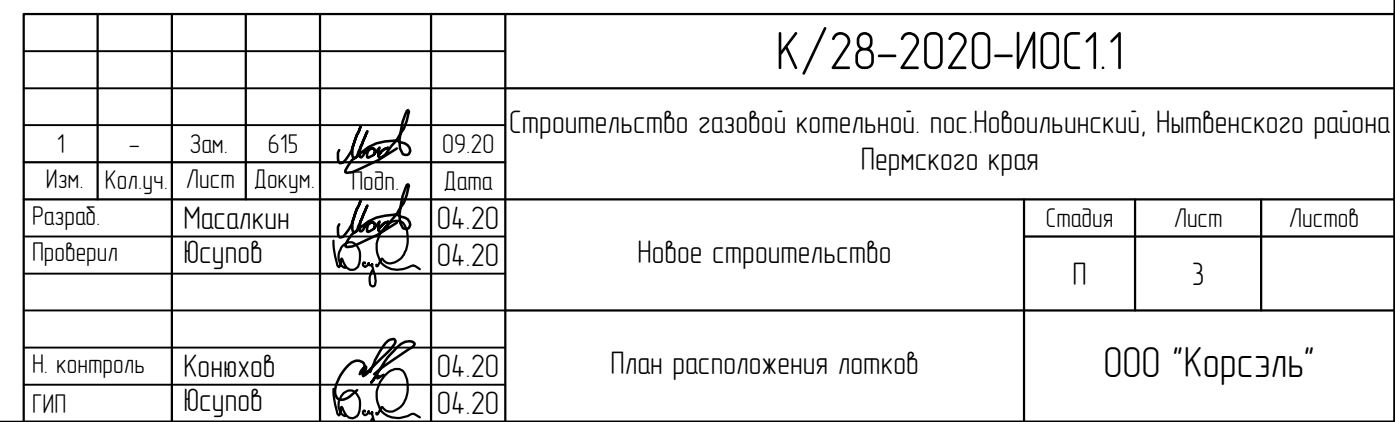 К/28-2020-ИОС1.1
Строительство газовой котельной. пос.Новоильинский, Нытвенского района
Пермского края
1 – Зам. 615 09.20
Изм. Кол.уч. Лист Докум. Подп. Дата
Разраб. Масалкин 04.20
Проверил Юсупов 04.20
Новое строительство
Стадия Лист Листов
П 3
Н. контроль Конюхов 04.20
ГИП Юсупов 04.20
План расположения лотков
ООО "Корсэль"